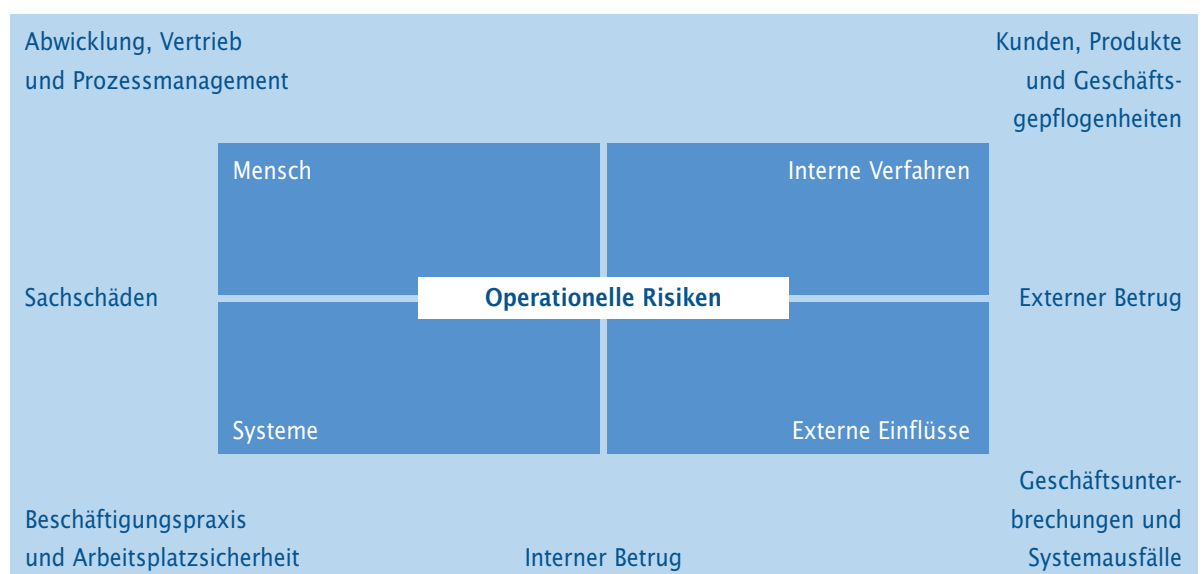 Abwicklung, Vertrieb
und Prozessmanagement
Kunden, Produkte
und Geschäfts-
gepflogenheiten
Mensch
Interne Verfahren
Sachschäden
Operationelle Risiken
Externer Betrug
Systeme
Externe Einflüsse
Beschäftigungspraxis
und Arbeitsplatzsicherheit
Interner Betrug
Geschäftsunter-
brechungen und
Systemausfälle